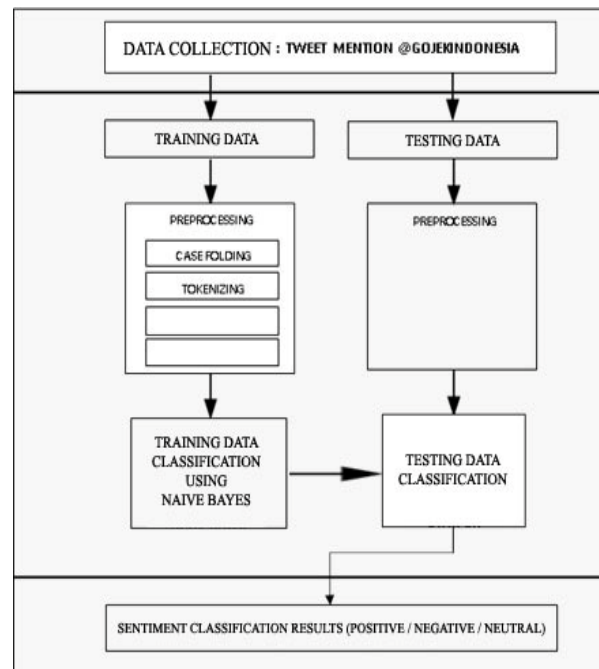 DATA COLLECTION : TWEET MENTION @GOJEKINDONESIA
TRAINING DATA
TESTING DATA
PREPROCESSING
CASE FOLDING
TOKENIZING
PREPROCESSING
TRAINING DATA
CLASSIFICATION
USING
NAIVE BAYES
TESTING DATA
CLASSIFICATION
SENTIMENT CLASSIFICATION RESULTS (POSITIVE / NEGATIVE / NEUTRAL)